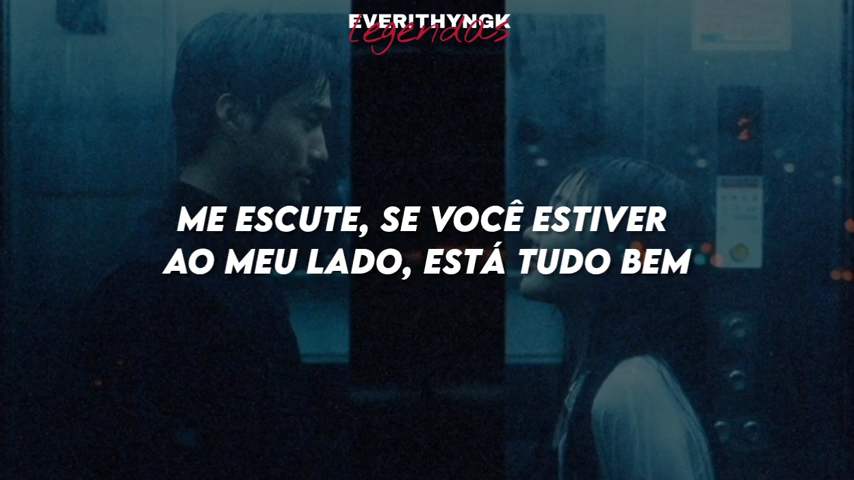 EVERITHYNGK
Legendas
ME ESCUTE, SE VOCÊ ESTIVER
AO MEU LADO, ESTÁ TUDO BEM